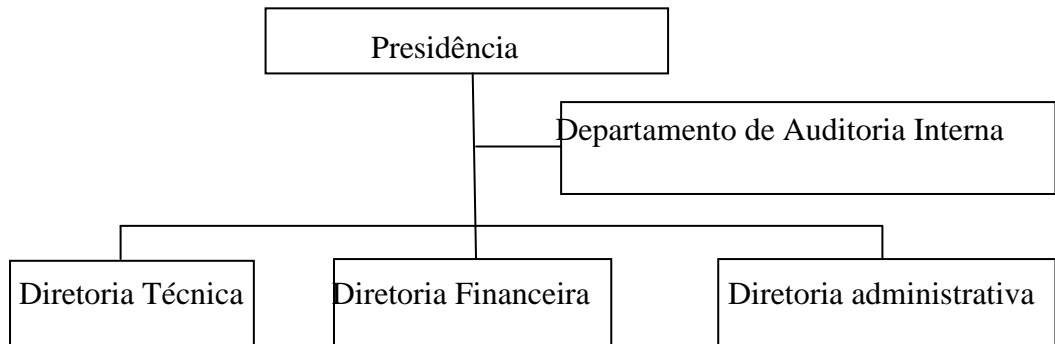 Presidência
Departamento de Auditoria Interna
Diretoria Técnica
Diretoria Financeira
Diretoria administrativa